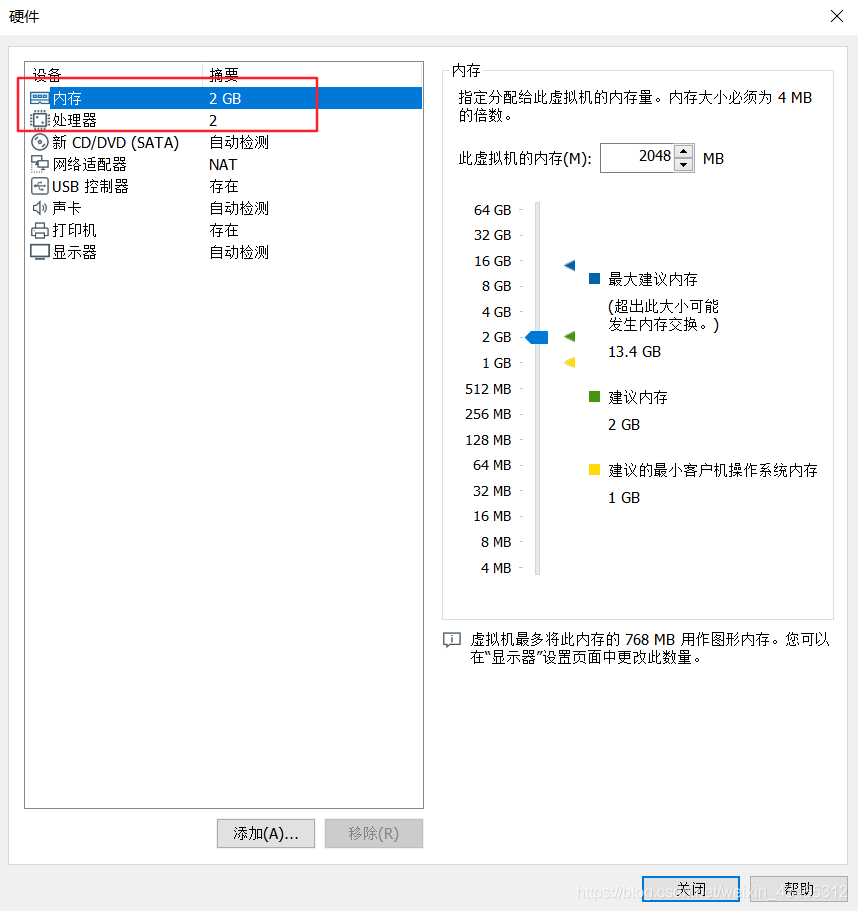 硬件
设备 摘要
内存 2 GB
处理器 2
新 CD/DVD (SATA) 自动检测
网络适配器 NAT
USB 控制器 存在
声卡 自动检测
打印机 存在
显示器 自动检测
添加(A)...
移除(R)
内存
指定分配给此虚拟机的内存量。内存大小必须为 4 MB
的倍数。
此虚拟机的内存(M): 2048 MB
64 GB
32 GB
16 GB
8 GB
4 GB
2 GB
1 GB
512 MB
256 MB
128 MB
64 MB
32 MB
16 MB
8 MB
4 MB
最大建议内存
(超出此大小可能
发生内存交换。)
13.4 GB
建议内存
2 GB
建议的最小客户机操作系统内存
1 GB
虚拟机最多将此内存的 768 MB 用作图形内存。您可以
在“显示器”设置页面中更改此数量。
关闭
帮助